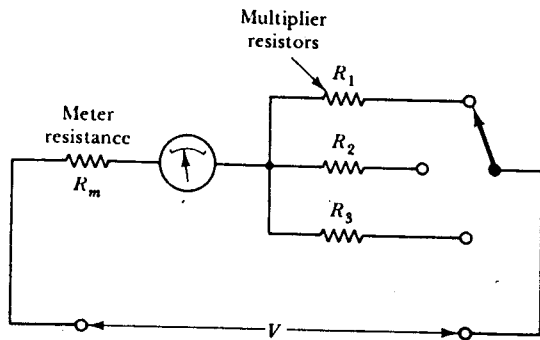 Multiplier
resistors
R1
Meter
resistance
R2
Rm
R3
V